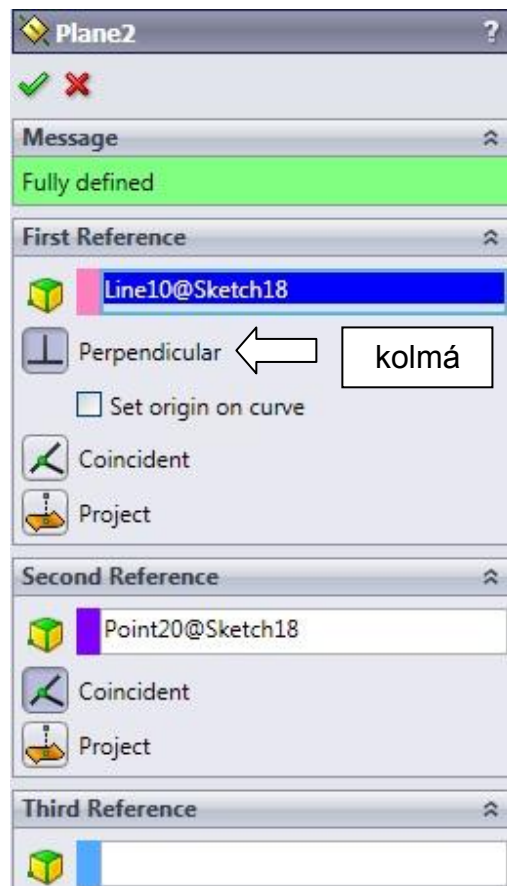 Plane2 ?
Message
Fully defined
First Reference
Line10@Sketch18
Perpendicular kolmá
Set origin on curve
Coincident
Project
Second Reference
Point20@Sketch18
Coincident
Project
Third Reference